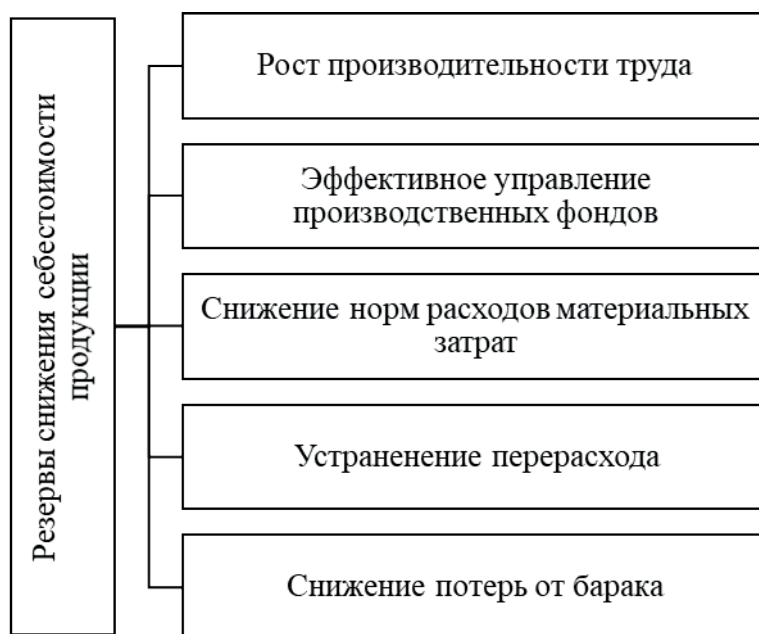 Резервы снижения себестоимости
продукции
Рост производительности труда
Эффективное управление
производственных фондов
Снижение норм расходов материальных
затрат
Устраненение перерасхода
Снижение потерь от барака